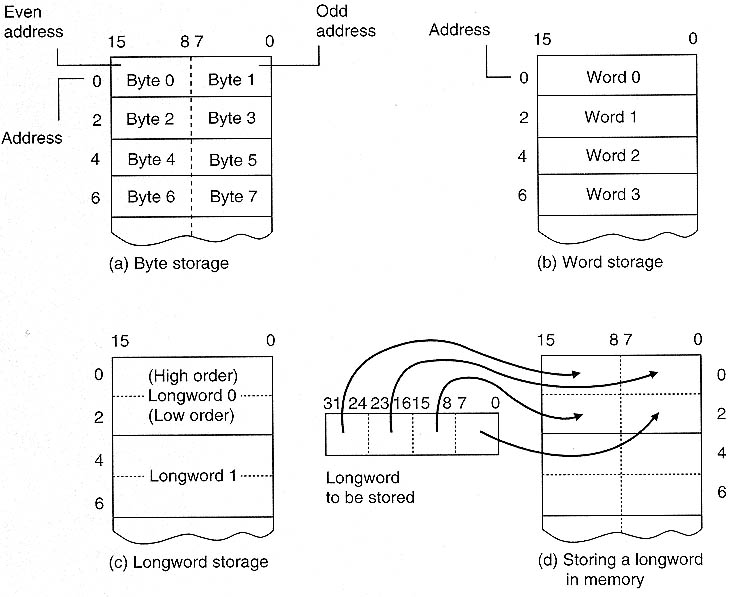 Even
address
Odd
address
15 8 7 0
Address
0 Byte 0 Byte 1
2 Byte 2 Byte 3
4 Byte 4 Byte 5
6 Byte 6 Byte 7
(a) Byte storage
Address
15 0
0 Word 0
2 Word 1
4 Word 2
6 Word 3
(b) Word storage
15 0
0 (High order)
Longword 0
2 (Low order)
4
Longword 1
6
(c) Longword storage
31 24 23 16 15 8 7 0
Longword
to be stored
15 8 7 0
0
2
4
6
(d) Storing a longword
in memory